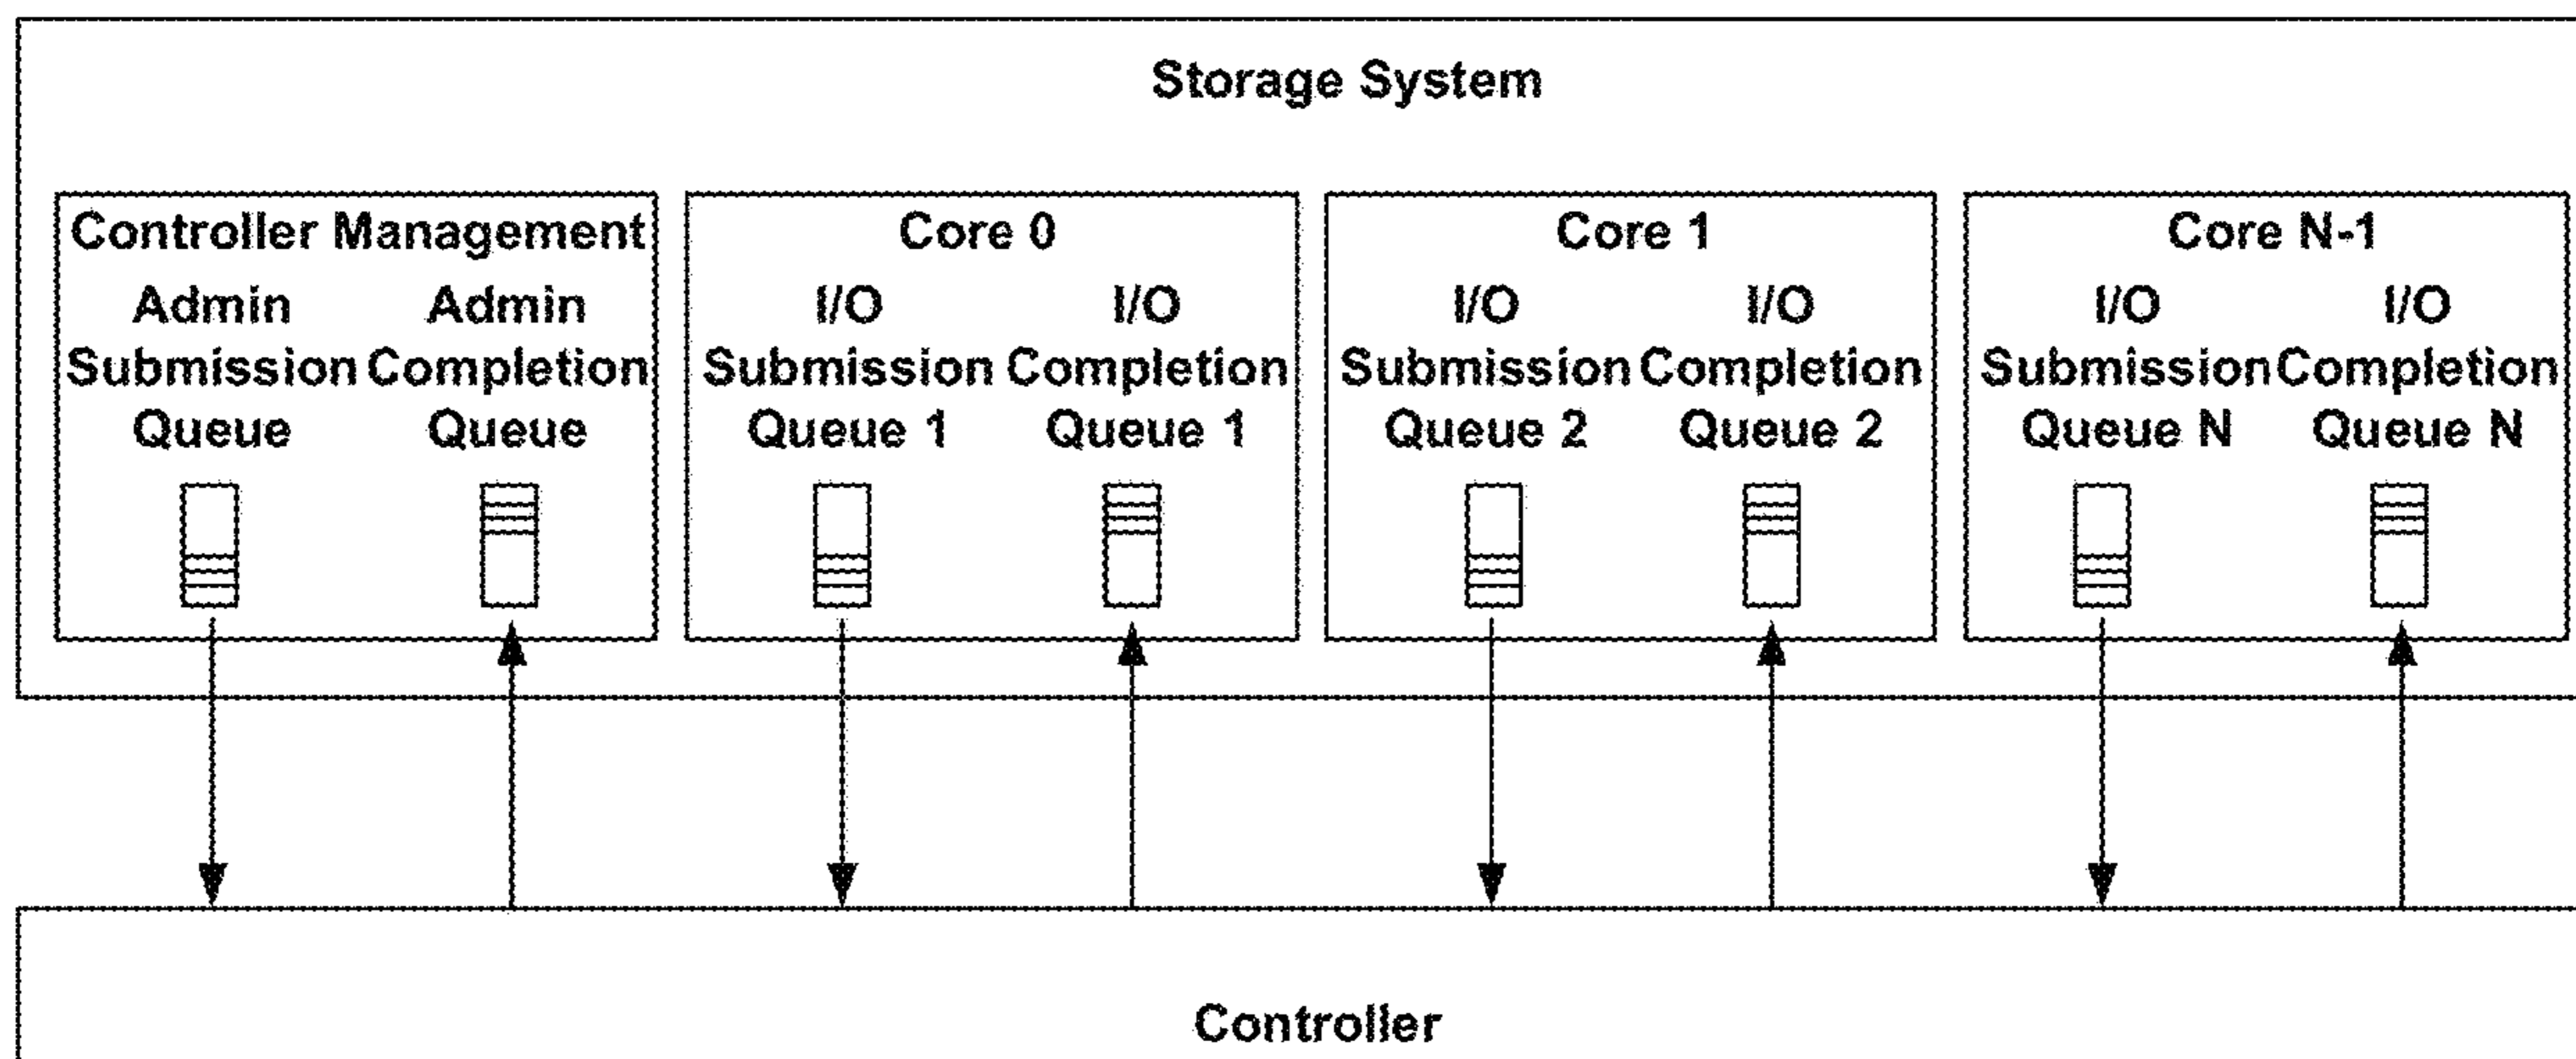 Storage System
Controller Management
Admin Submission Queue
Admin Completion Queue
Core 0
I/O Submission Queue 1
I/O Completion Queue 1
Core 1
I/O Submission Queue 2
I/O Completion Queue 2
Core N-1
I/O Submission Queue N
I/O Completion Queue N
Controller